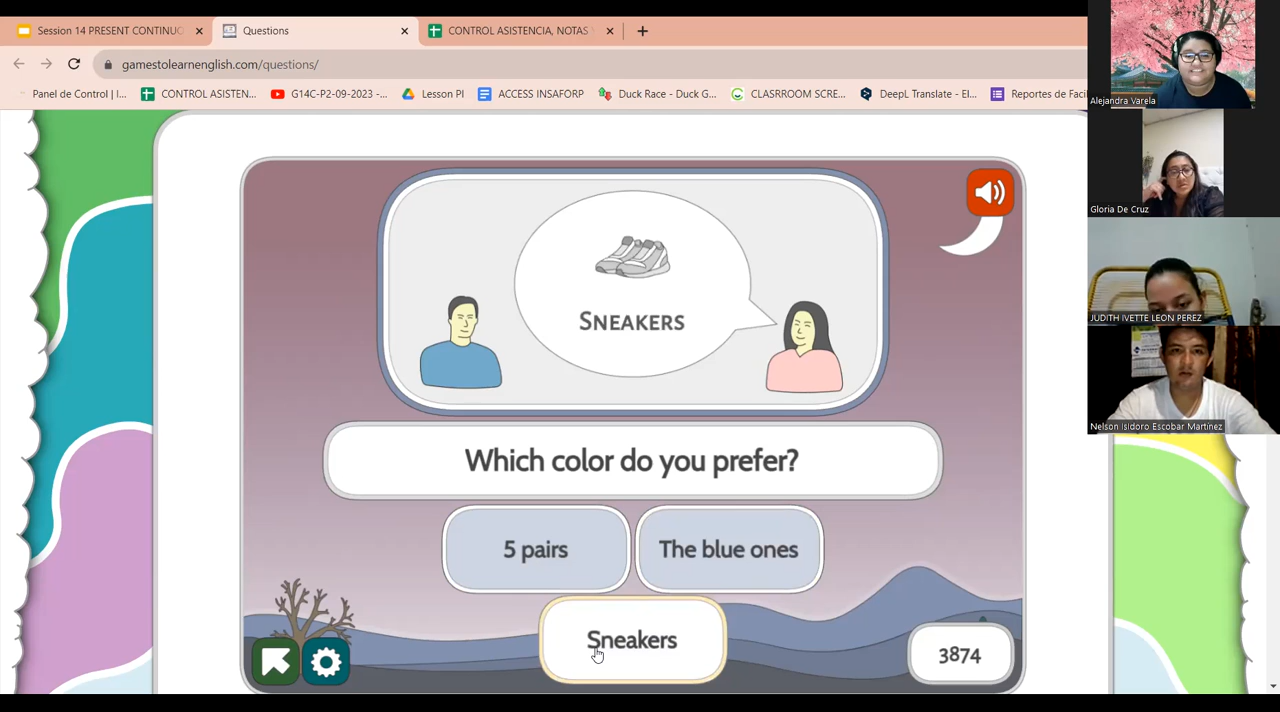 Session 14 PRESENT CONTINUO
Questions
CONTROL ASISTENCIA, NOTAS
gamestolearnenglish.com/questions/
Panel de Control | I...
CONTROL ASISTEN...
G14C-P2-09-2023 -...
Lesson PI
ACCESS INSAFORP
Duck Race - Duck G...
CLASRROOM SCRE...
DeepL Translate - El...
Reportes de Facil
Alejandra Varela
Gloria De Cruz
JUDITH IVETTE LEON PEREZ
Nelson Isidoro Escobar Martínez
SNEAKERS
Which color do you prefer?
5 pairs
The blue ones
Sneakers
3874